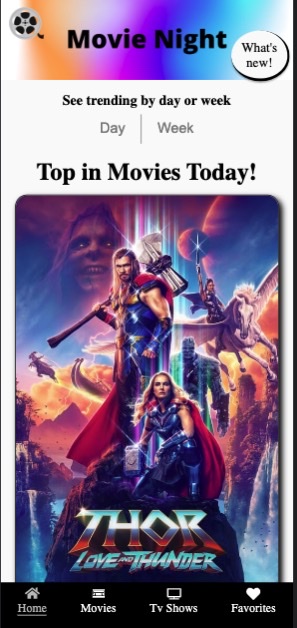 Movie Night
What's
new!
See trending by day or week
Day
Week
Top in Movies Today!
THOR
LOVE AND THUNDER
Home
Movies
Tv Shows
Favorites